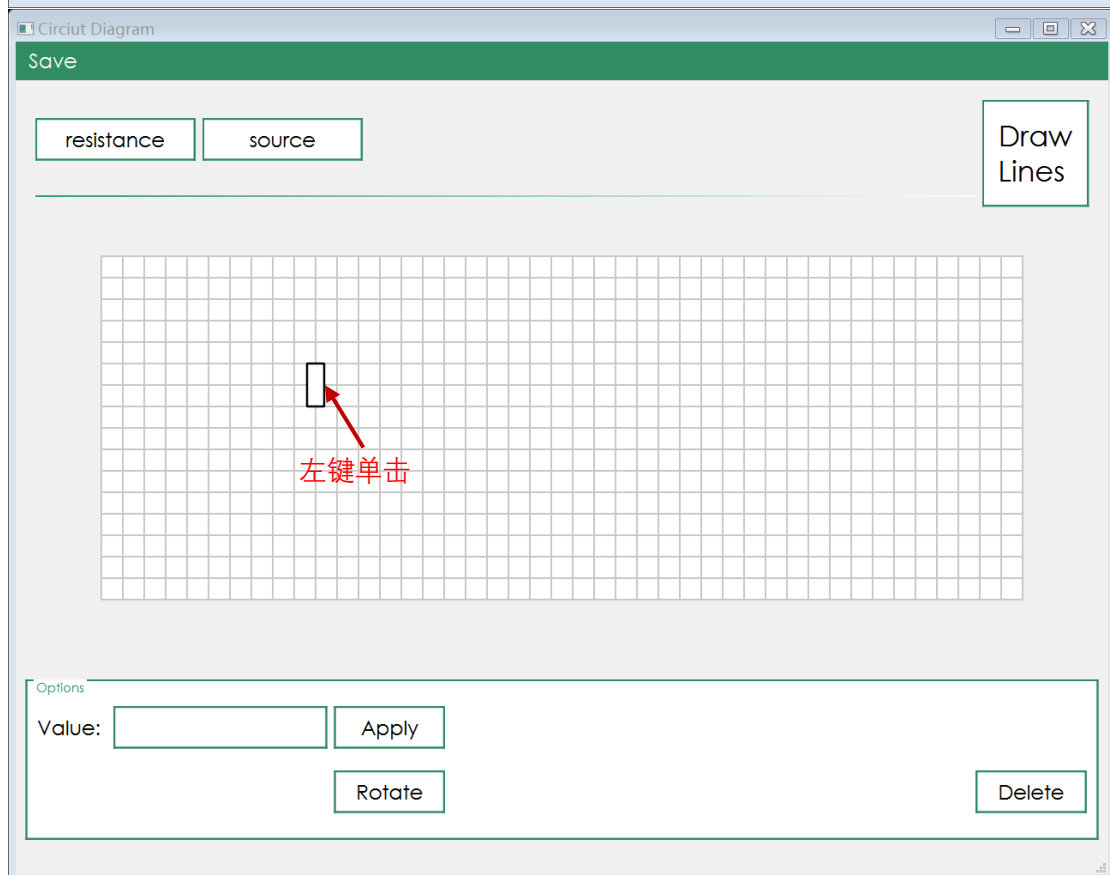 Circiut Diagram
Save
resistance
source
Draw
Lines
左键单击
Options
Value:
Apply
Rotate
Delete